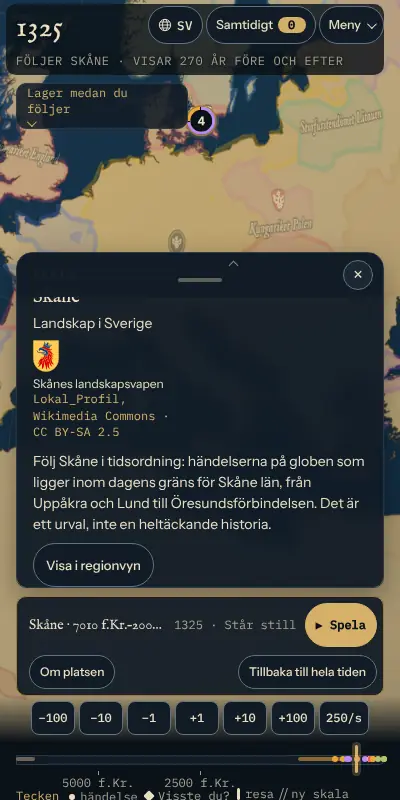 1325
SV
Samtidigt 0
Meny
FÖLJER SKÅNE · VISAR 270 ÅR FÖRE OCH EFTER
Lager medan du
följer
4
Storfurstendömet Litauen
Kungariket Polen
Skåne
Landskap i Sverige
Skånes landskapsvapen
Lokal_Profil,
Wikimedia Commons ·
CC BY-SA 2.5
Följ Skåne i tidsordning: händelserna på globen som
ligger inom dagens gräns för Skåne län, från
Uppåkra och Lund till Öresundsförbindelsen. Det är
ett urval, inte en heltäckande historia.
Visa i regionvyn
Skåne · 7010 f.Kr.–200…
1325 · Står still
▶ Spela
Om platsen
Tillbaka till hela tiden
−100
−10
−1
+1
+10
+100
250/s
5000 f.Kr.
2500 f.Kr.
Tecken
händelse
Visste du?
resa // ny skala